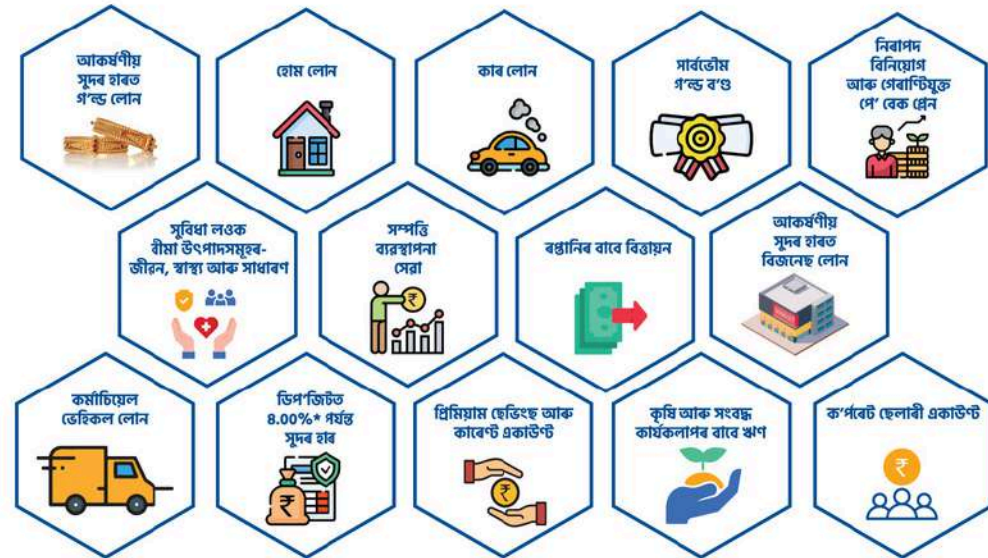 আকৰ্ষণীয়
সুদৰ হাৰত
গ'ল্ড লোন
হোম লোন
কাৰ লোন
সাৰ্বভৌম
গ'ল্ড ব'ণ্ড
নিৰাপদ
বিনিয়োগ
আৰু গেৰাণ্টিযুক্ত
পে' বেক প্লেন
সুবিধা লওক
বীমা উৎপাদসমূহৰ-
জীৱন, স্বাস্থ্য আৰু সাধাৰণ
সম্পত্তি
ব্যৱস্থাপনা
সেৱা
ৰপ্তানিৰ বাবে বিত্তায়ন
আকৰ্ষণীয়
সুদৰ হাৰত
বিজনেছ লোন
কৰ্মাচিয়েল
ভেহিকল লোন
ডিপ'জিটত
৪.00%* পৰ্যন্ত
সুদৰ হাৰ
প্ৰিমিয়াম ছেভিংছ আৰু
কাৰেণ্ট একাউণ্ট
কৃষি আৰু সংবদ্ধ
কাৰ্যকলাপৰ বাবে ঋণ
ক'ৰ্পৰেট ছেলাৰী একাউণ্ট